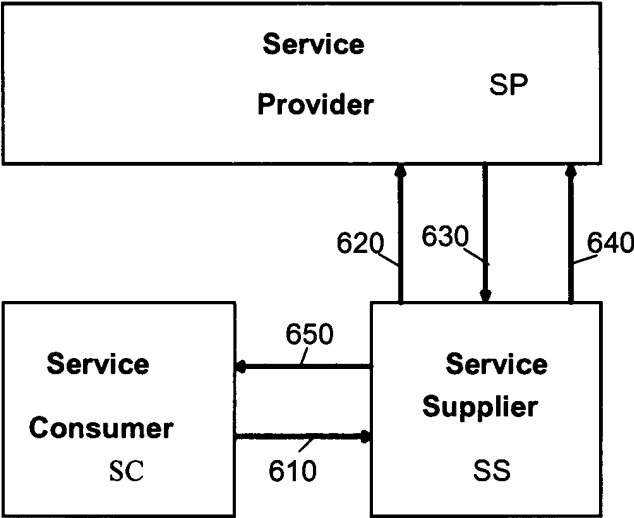 Service
Provider SP
620 630 640
650
Service
Consumer
SC
610
Service
Supplier
SS